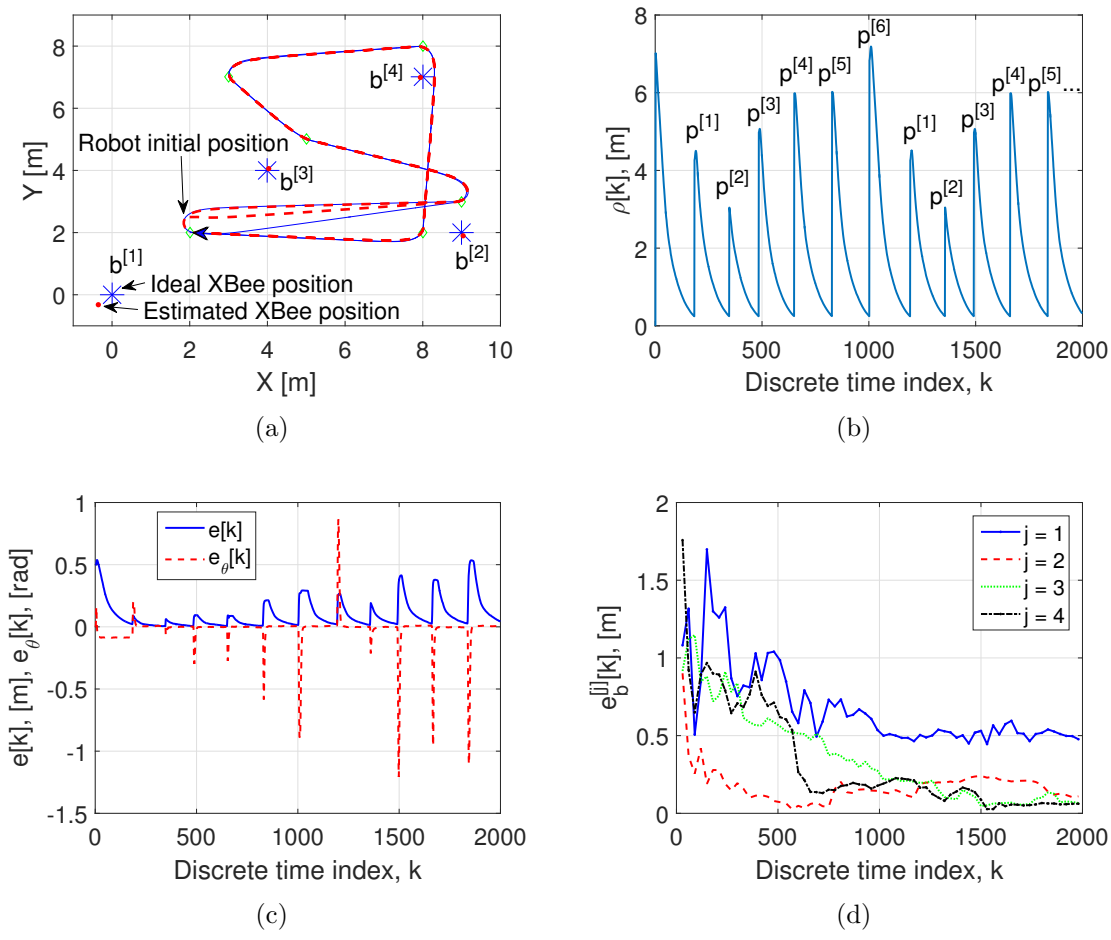 8
6
4
2
0
Y [m]
0
2
4
6
8
10
X [m]
b^[4]
Robot initial position
b^[3]
b^[2]
b^[1]
Ideal XBee position
Estimated XBee position
(a)
8
6
4
2
0
ρ[k], [m]
p^[1]
p^[2]
p^[3]
p^[4]
p^[5]
p^[6]
p^[1]
p^[2]
p^[3]
p^[4]
p^[5]...
0
500
1000
1500
2000
Discrete time index, k
(b)
1
0.5
0
-0.5
-1
-1.5
e[k], [m], e_θ[k], [rad]
e[k]
e_θ[k]
0
500
1000
1500
2000
Discrete time index, k
(c)
2
1.5
1
0.5
0
e_b^[j][k], [m]
j = 1
j = 2
j = 3
j = 4
0
500
1000
1500
2000
Discrete time index, k
(d)